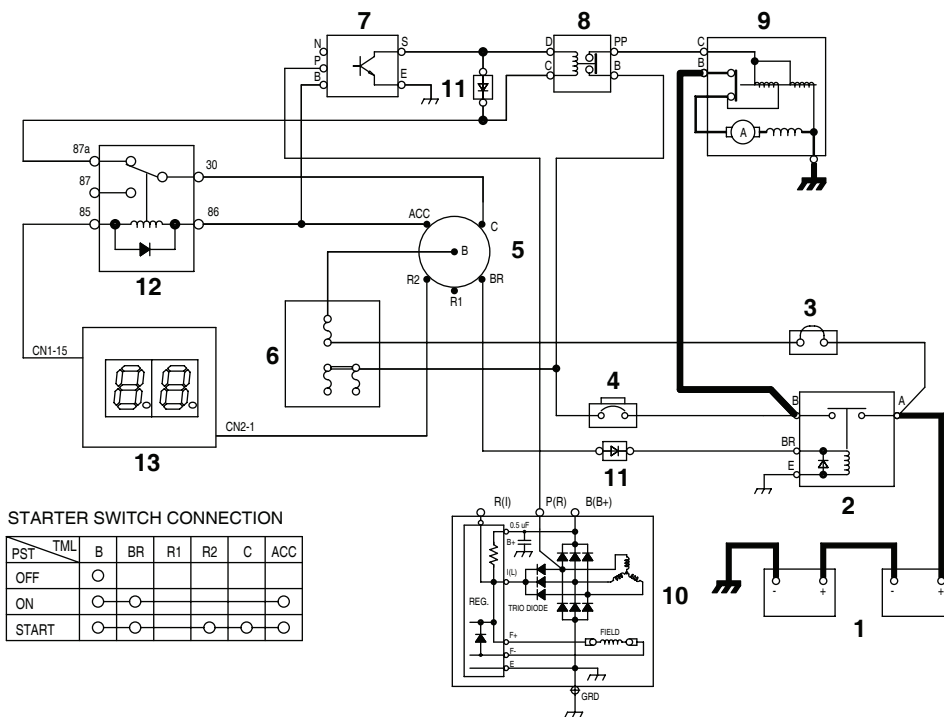 7
8
9
N
P
B
S
E
11
D
C
PP
B
C
B
A
87a
87
85
30
86
12
ACC
C
B
R2
BR
R1
5
6
3
4
11
B
A
BR
E
2
CN1-15
CN2-1
13
STARTER SWITCH CONNECTION
PST TML B BR R1 R2 C ACC
OFF
ON
START
R(I) P(R) B(B+)
0.5 uF
B+
I(L)
REG.
TRIO DIODE
F+
FIELD
F-
E
GRD
10
- + - +
1